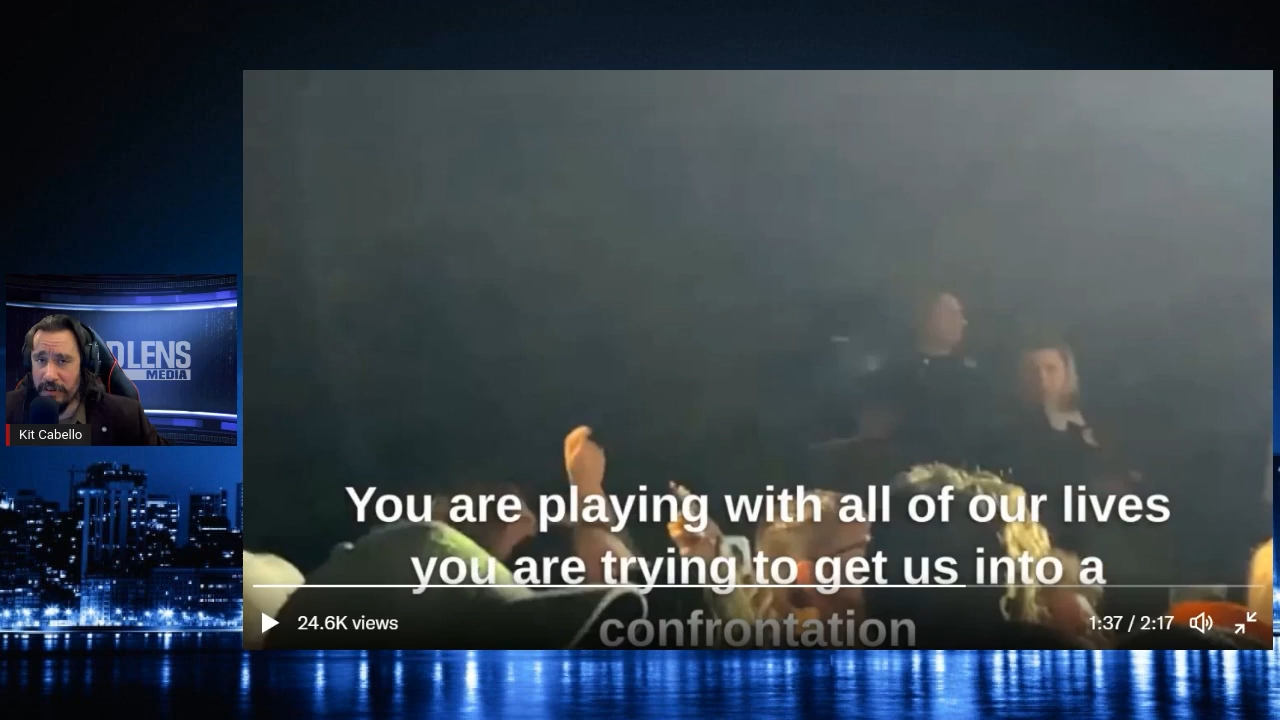 DLENS
MEDIA
Kit Cabello
You are playing with all of our lives
you are trying to get us into a
confrontation
24.6K views
1:37 / 2:17